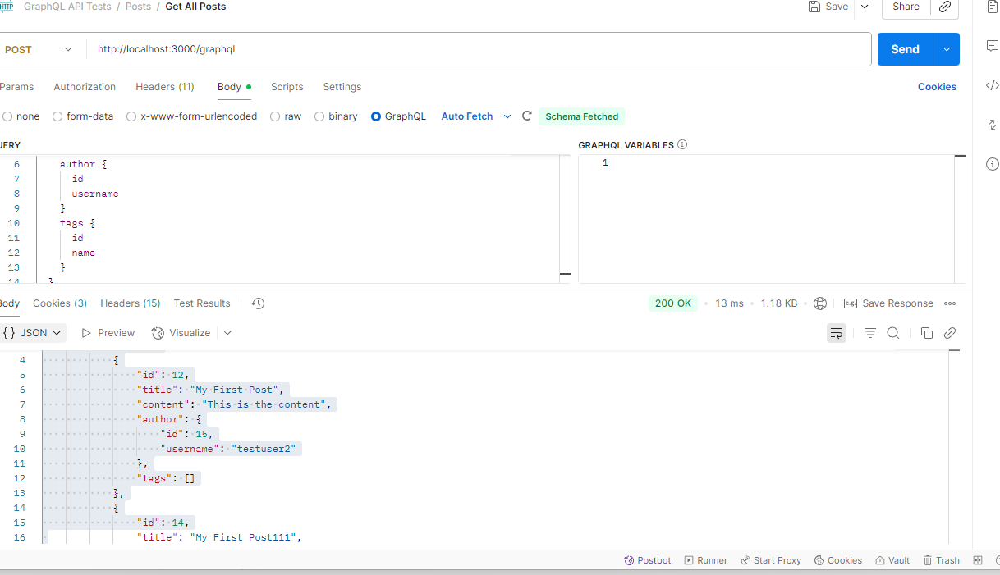 HTTP GraphQL API Tests / Posts / Get All Posts Save Share
POST http://localhost:3000/graphql Send
Params Authorization Headers (11) Body Scripts Settings Cookies
none form-data x-www-form-urlencoded raw binary GraphQL Auto Fetch Schema Fetched
UERY GRAPHQL VARIABLES
6 author {
7 id
8 username
9 }
10 tags {
11 id
12 name
13 }
14 }
1
Body Cookies (3) Headers (15) Test Results 200 OK 13 ms 1.18 KB e.g. Save Response
{} JSON Preview Visualize
4 {
5 "id": 12,
6 "title": "My First Post",
7 "content": "This is the content",
8 "author": {
9 "id": 15,
10 "username": "testuser2"
11 },
12 "tags": []
13 },
14 {
15 "id": 14,
16 "title": "My First Post111",
Postbot Runner Start Proxy Cookies Vault Trash